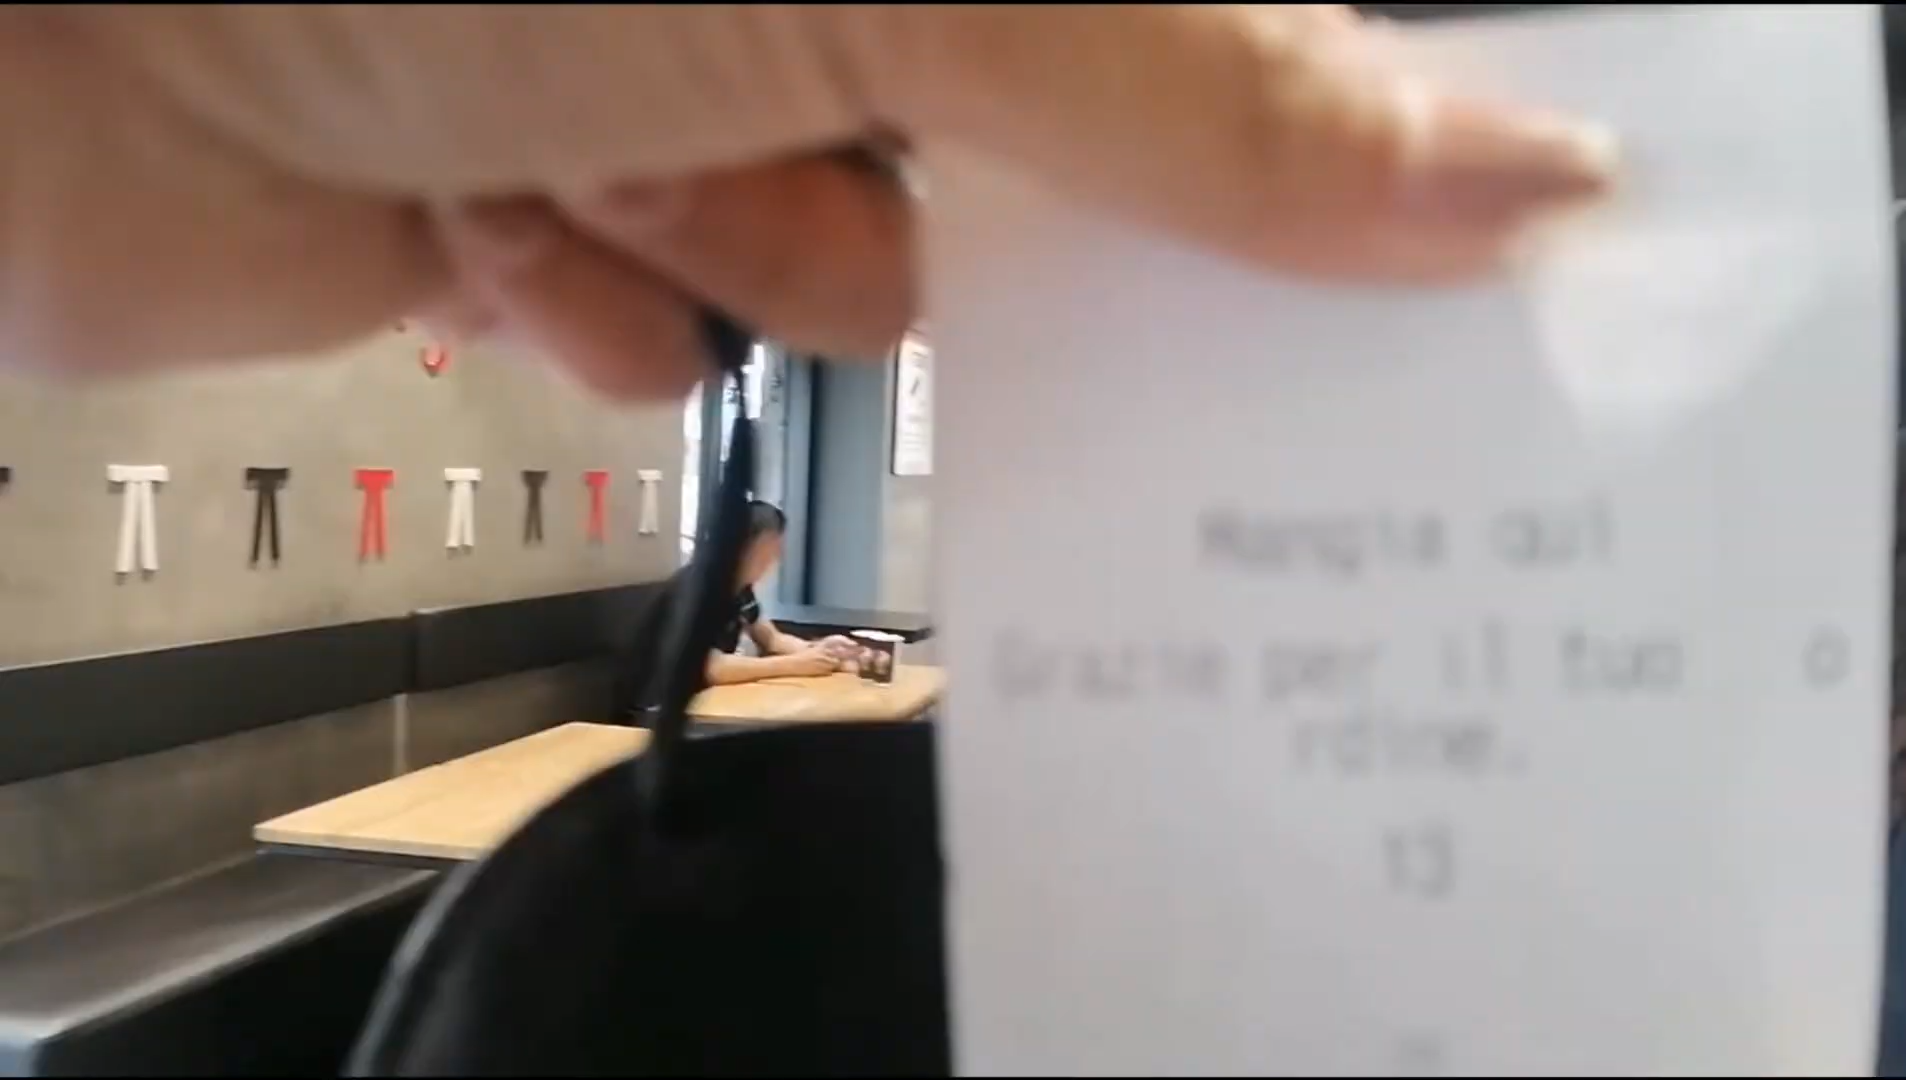 Mangia qui
Grazie per il tuo o
rdine.
13